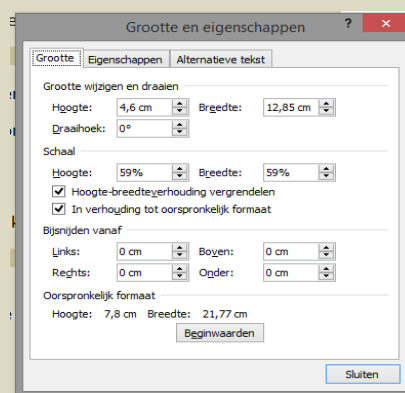 Grootte en eigenschappen ? ×
Grootte Eigenschappen Alternatieve tekst
Grootte wijzigen en draaien
Hoogte: 4,6 cm Breedte: 12,85 cm
Draaihoek: 0°
Schaal
Hoogte: 59% Breedte: 59%
Hoogte-breedteverhouding vergrendelen
In verhouding tot oorspronkelijk formaat
Bijsnijden vanaf
Links: 0 cm Boven: 0 cm
Rechts: 0 cm Onder: 0 cm
Oorspronkelijk formaat
Hoogte: 7,8 cm Breedte: 21,77 cm
Beginwaarden
Sluiten